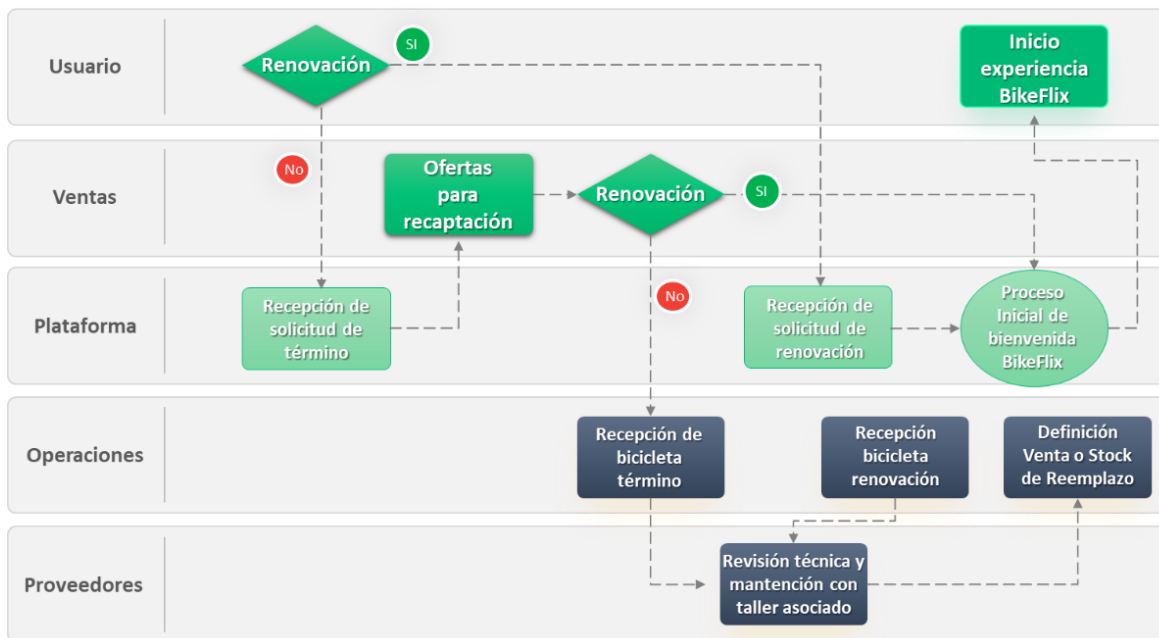 Usuario
Renovación
SI
Inicio
experiencia
BikeFlix
No
Ventas
Ofertas
para
recaptación
Renovación
SI
Plataforma
Recepción de
solicitud de
término
No
Recepción de
solicitud de
renovación
Proceso
Inicial de
bienvenida
BikeFlix
Operaciones
Recepción de
bicicleta
término
Recepción
bicicleta
renovación
Definición
Venta o Stock
de Reemplazo
Proveedores
Revisión técnica y
mantención con
taller asociado